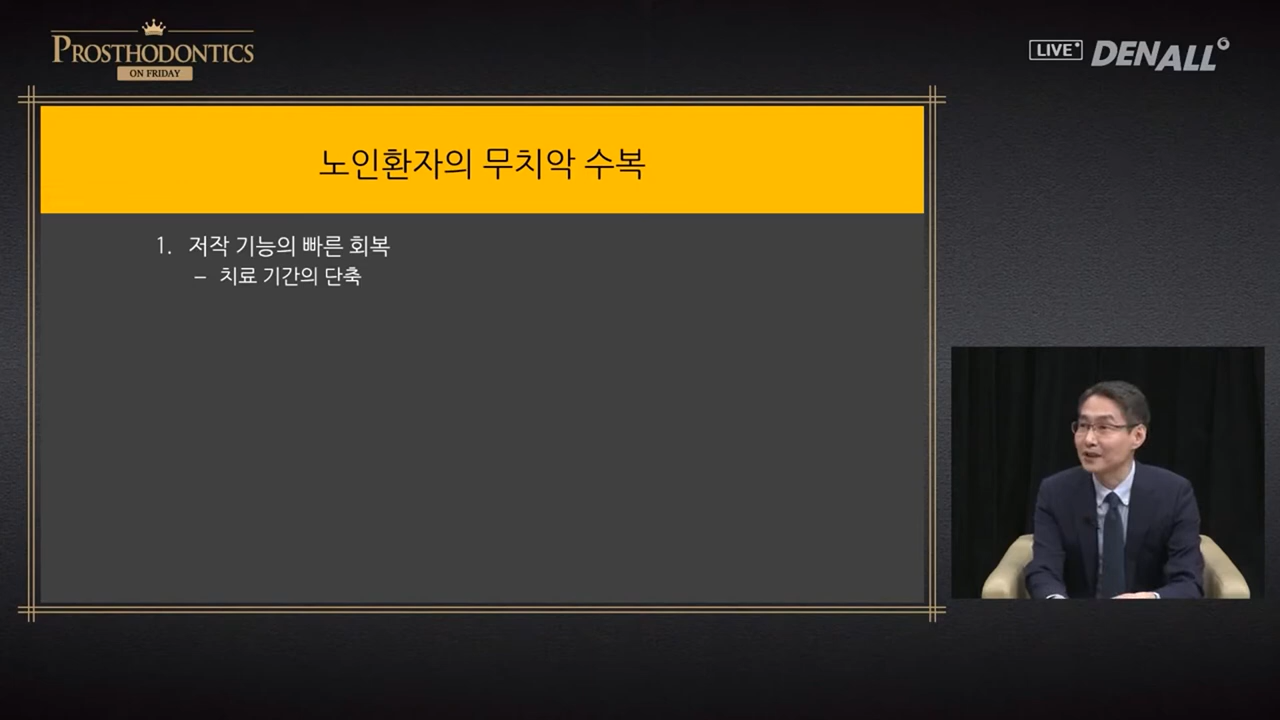 PROSTHODONTICS
ON FRIDAY
LIVE
DENALL
노인환자의 무치악 수복
1. 저작 기능의 빠른 회복
– 치료 기간의 단축